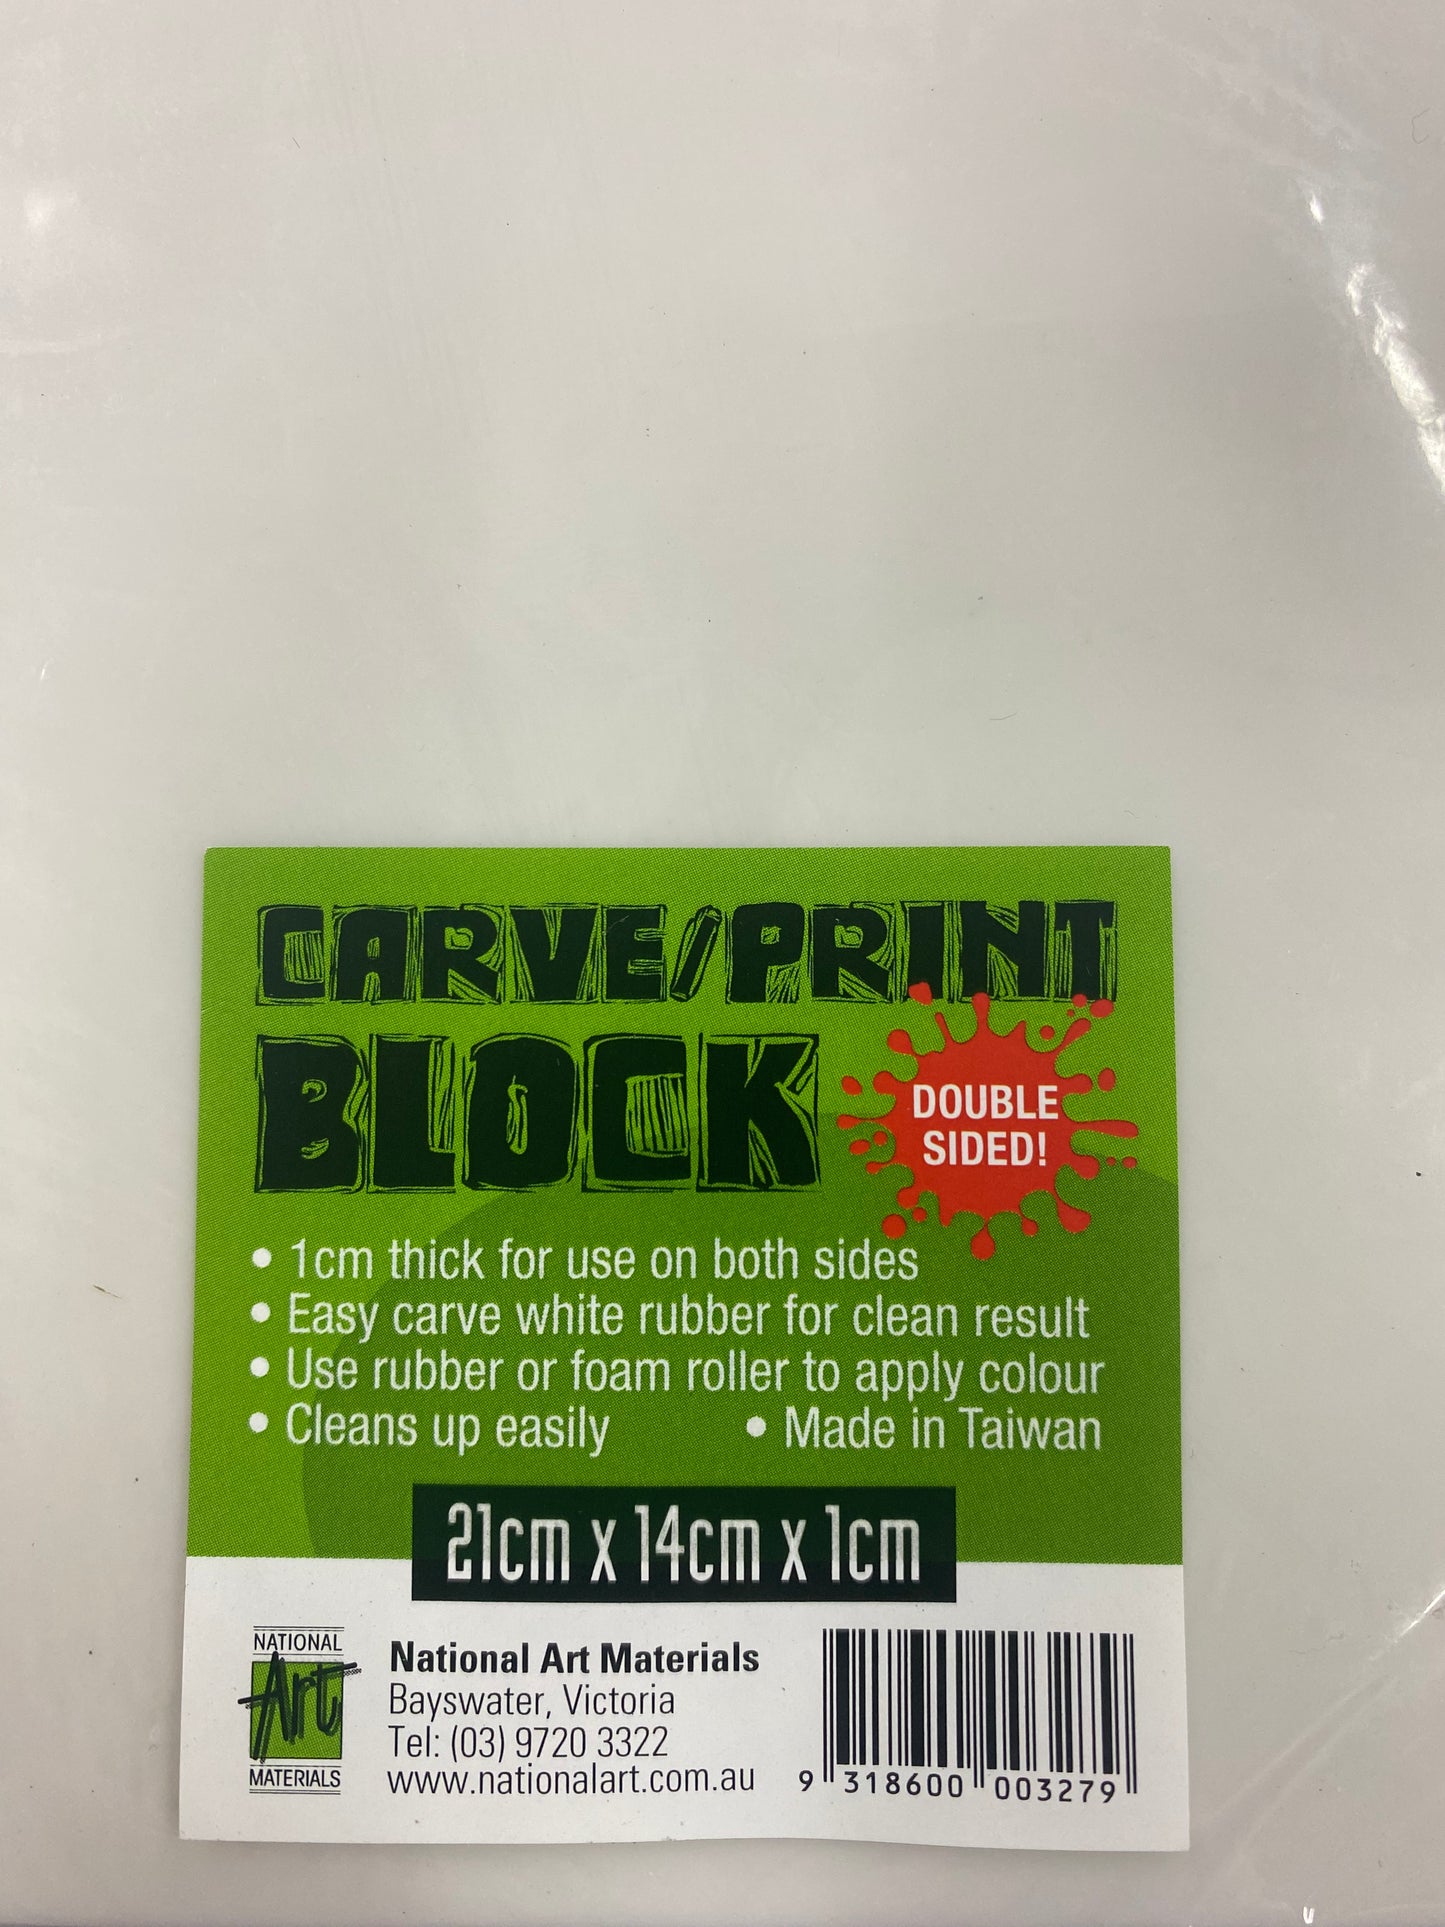 CARVE/PRINT
BLOCK
DOUBLE
SIDED!
• 1cm thick for use on both sides
• Easy carve white rubber for clean result
• Use rubber or foam roller to apply colour
• Cleans up easily • Made in Taiwan
21cm x 14cm x 1cm
NATIONAL
Art
MATERIALS
National Art Materials
Bayswater, Victoria
Tel: (03) 9720 3322
www.nationalart.com.au
9 318600 003279